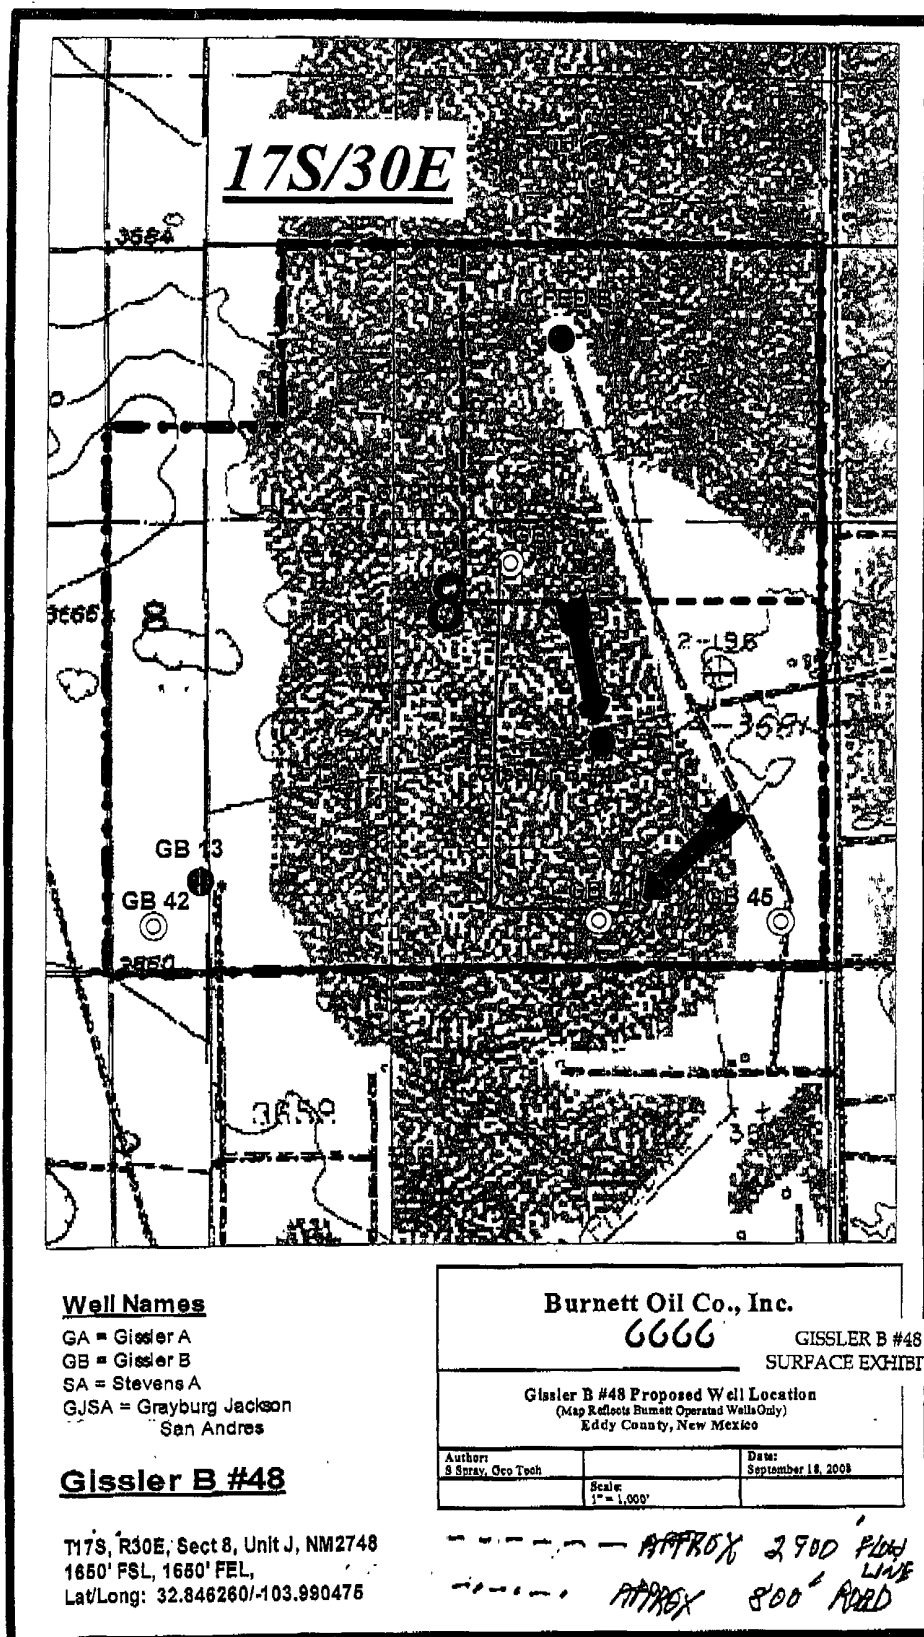 17S/30E
3684
8
2-196
GB 13
GB 42
GB 45
Well Names
GA = Gissler A
GB = Gissler B
SA = Stevens A
GJSA = Grayburg Jackson
San Andres
Gissler B #48
T17S, R30E, Sect 8, Unit J, NM2748
1650' FSL, 1650' FEL,
Lat/Long: 32.846260/-103.990475
Burnett Oil Co., Inc.
6666
GISSLER B #48
SURFACE EXHIBIT
Gissler B #48 Proposed Well Location
(Map Reflects Burnett Operated Wells Only)
Eddy County, New Mexico
Author:
S Spray, Geo Tech
Date:
September 18, 2008
Scale:
1" = 1,000'
APPROX 2900' FLOW
LINE
APPROX 800' ROAD